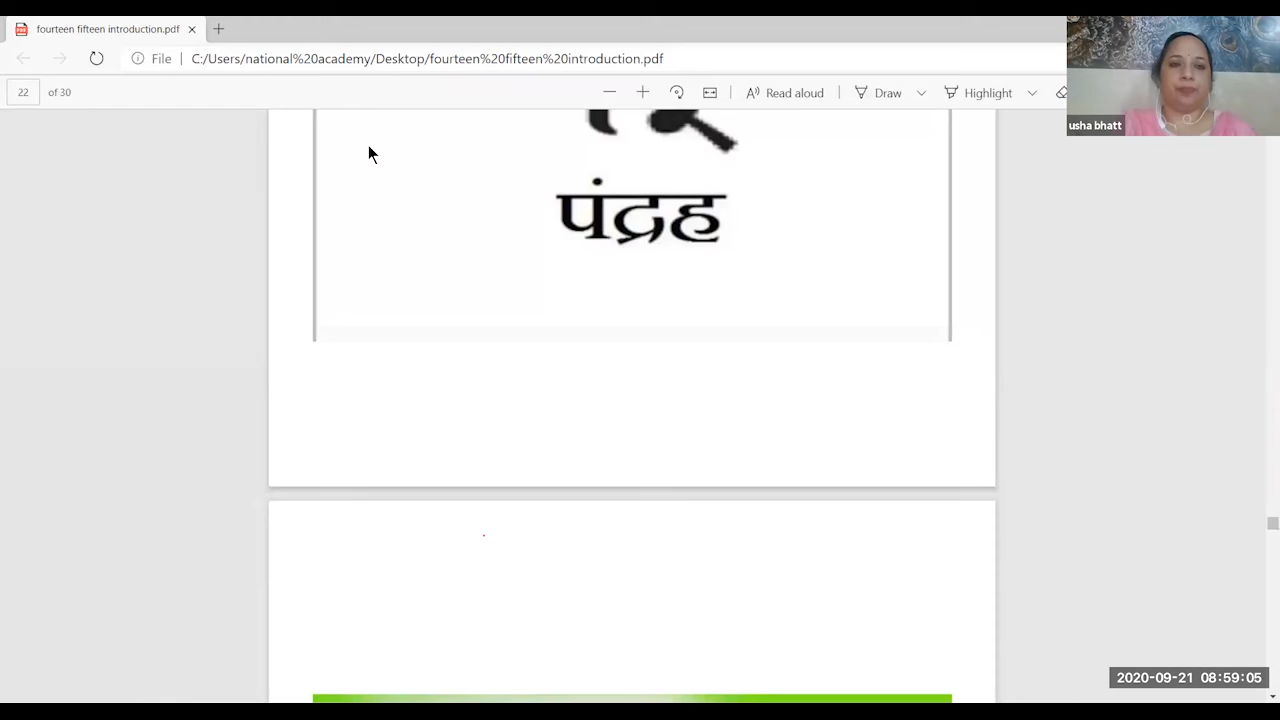 fourteen fifteen introduction.pdf
File
C:/Users/national%20academy/Desktop/fourteen%20fifteen%20introduction.pdf
22 of 30
Read aloud
Draw
Highlight
usha bhatt
पंद्रह
2020-09-21 08:59:05